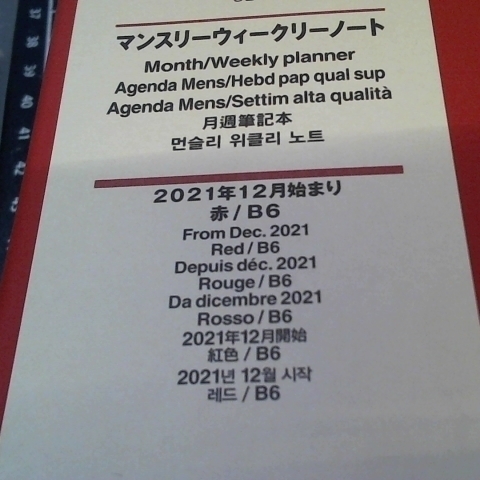 マンスリーウィークリーノート
Month/Weekly planner
Agenda Mens/Hebd pap qual sup
Agenda Mens/Settim alta qualità
月週筆記本
먼슬리 위클리 노트
2021年12月始まり
赤 / B6
From Dec. 2021
Red / B6
Depuis déc. 2021
Rouge / B6
Da dicembre 2021
Rosso / B6
2021年12月開始
紅色 / B6
2021년 12월 시작
레드 / B6